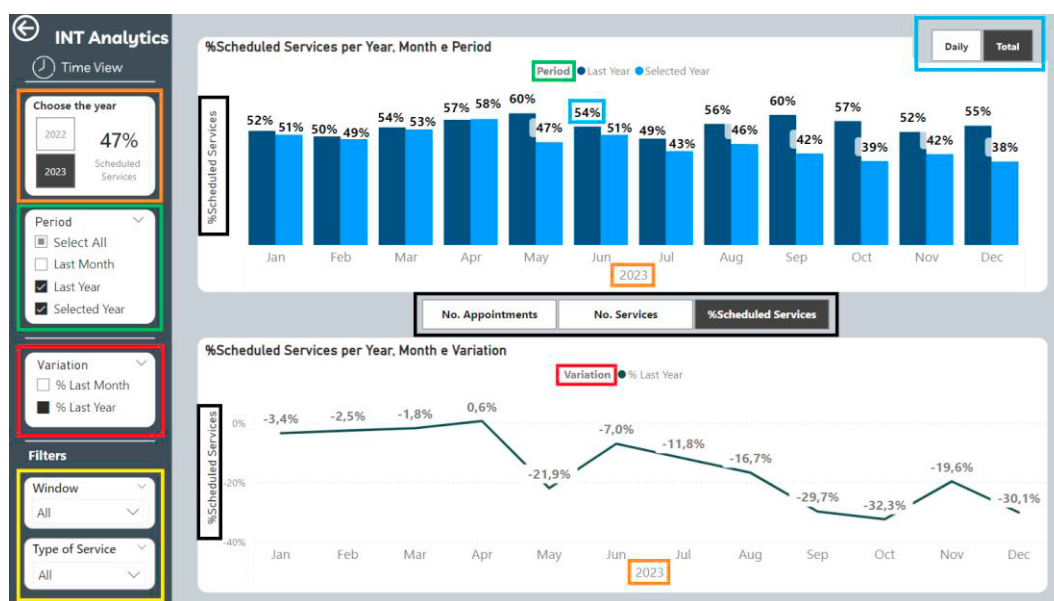 INT Analytics
Time View
Choose the year
2022
2023
47%
Scheduled
Services
Period
Select All
Last Month
Last Year
Selected Year
Variation
% Last Month
% Last Year
Filters
Window
All
Type of Service
All
%Scheduled Services per Year, Month e Period
Daily Total
Period Last Year Selected Year
%Scheduled Services
52% 51% 50% 49% 54% 53% 57% 58% 60% 47% 54% 51% 49% 43% 56% 46% 60% 42% 57% 39% 52% 42% 55% 38%
Jan Feb Mar Apr May Jun Jul Aug Sep Oct Nov Dec
2023
No. Appointments No. Services %Scheduled Services
%Scheduled Services per Year, Month e Variation
Variation % Last Year
%Scheduled Services
0%
-20%
-40%
-3,4% -2,5% -1,8% 0,6% -21,9% -7,0% -11,8% -16,7% -29,7% -32,3% -19,6% -30,1%
Jan Feb Mar Apr May Jun Jul Aug Sep Oct Nov Dec
2023